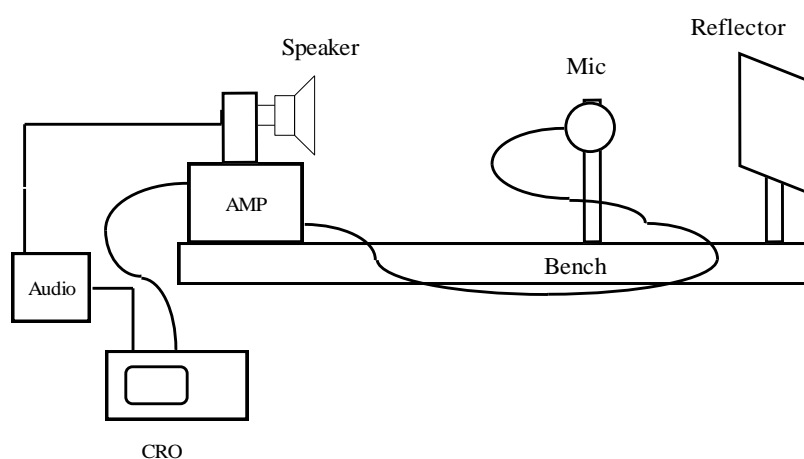 Speaker
Mic
Reflector
AMP
Audio
Bench
CRO